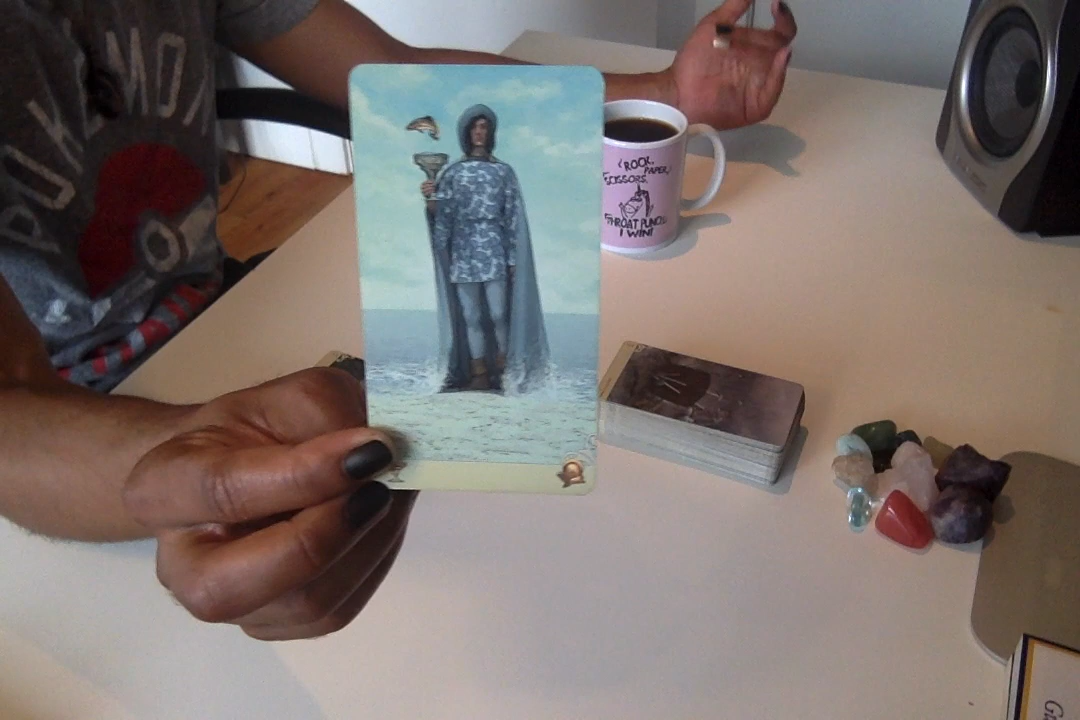 POKÉMON
ROCK,
PAPER,
SCISSORS,
THROAT PUNCH
I WIN!